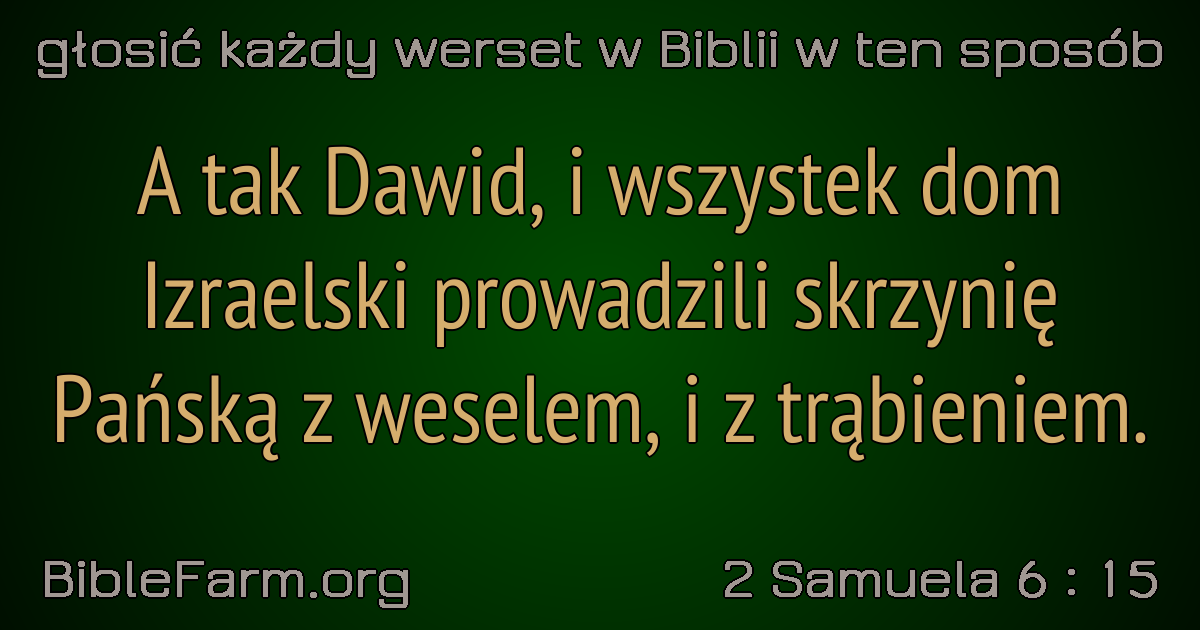 głosić każdy werset w Biblii w ten sposób
A tak Dawid, i wszystek dom
Izraelski prowadzili skrzynię
Pańską z weselem, i z trąbieniem.
BibleFarm.org
2 Samuela 6 : 15